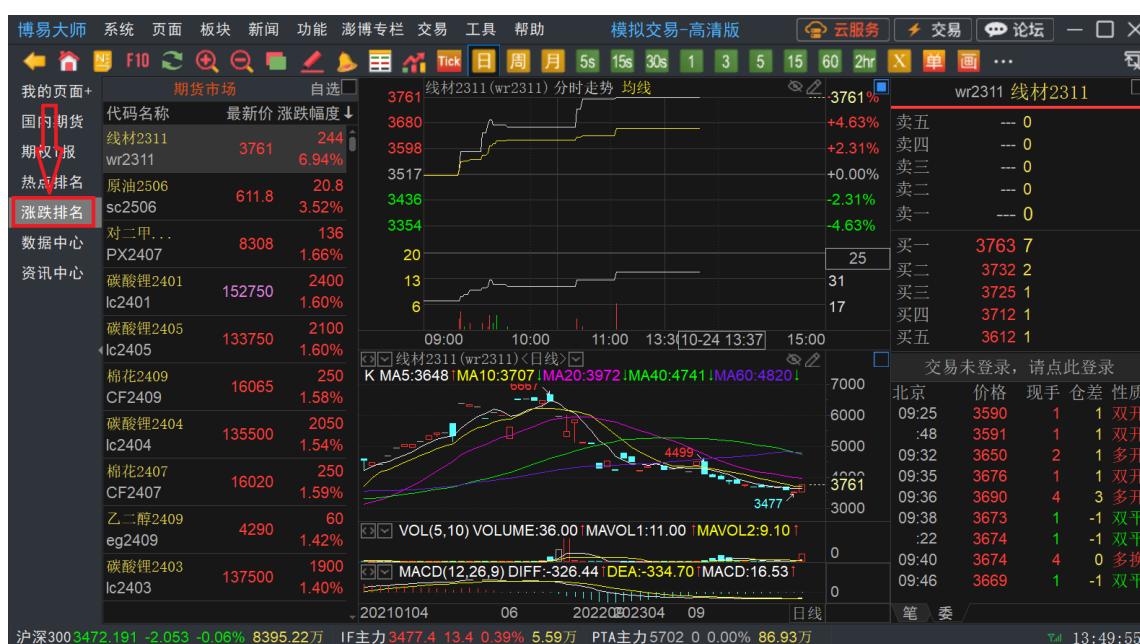 博易大师 系统 页面 板块 新闻 功能 澎博专栏 交易 工具 帮助 模拟交易-高清版 云服务 交易 论坛
F10 Tick 日 周 月 5s 15s 30s 1 3 5 15 60 2hr X 单 画 ...
我的页面+
国内期货
热点排名
涨跌排名
数据中心
资讯中心
期货市场 自选
代码名称 最新价 涨跌幅度↓
线材2311 244
wr2311 3761 6.94%
原油2506 20.8
sc2506 611.8 3.52%
对二甲... 136
PX2407 8308 1.66%
碳酸锂2401 2400
lc2401 152750 1.60%
碳酸锂2405 2100
lc2405 133750 1.60%
棉花2409 250
CF2409 16065 1.58%
碳酸锂2404 2050
lc2404 135500 1.54%
棉花2407 250
CF2407 16020 1.59%
乙二醇2409 60
eg2409 4290 1.42%
碳酸锂2403 1900
lc2403 137500 1.40%
线材2311(wr2311) 分时走势 均线
3761 3761%
3680 +4.63%
3598 +2.31%
3517 +0.00%
3436 -2.31%
3354 -4.63%
20 25
13 31
6 17
09:00 10:00 11:00 10-24 13:37 15:00
线材2311(wr2311)<日线>
K MA5:3648↑MA10:3707↓MA20:3972↓MA40:4741↓MA60:4820↓
6667 7000
6000
5000
4499
3761
3477 3000
VOL(5,10) VOLUME:36.00↑MAVOL1:11.00↑MAVOL2:9.10↑
0
MACD(12,26,9) DIFF:-326.44↑DEA:-334.70↑MACD:16.53↑
0
20210104 06 09 日线
wr2311 线材2311
卖五 --- 0
卖四 --- 0
卖三 --- 0
卖二 --- 0
卖一 --- 0
买一 3763 7
买二 3732 2
买三 3725 1
买四 3712 1
买五 3612 1
交易未登录，请点此登录
北京 价格 现手 仓差 性质
09:25 3590 1 1 双开
:48 3591 1 1 双开
09:32 3650 2 1 多开
09:35 3676 1 1 双开
09:36 3690 4 3 多开
09:38 3673 1 -1 双平
:22 3674 1 -1 双平
09:40 3674 4 0 多换
09:46 3669 1 -1 双平
笔 委
沪深300 3472.191 -2.053 -0.06% 8395.22万 IF主力 3477.4 13.4 0.39% 5.59万 PTA主力 5702 0 0.00% 86.93万 13:49:55